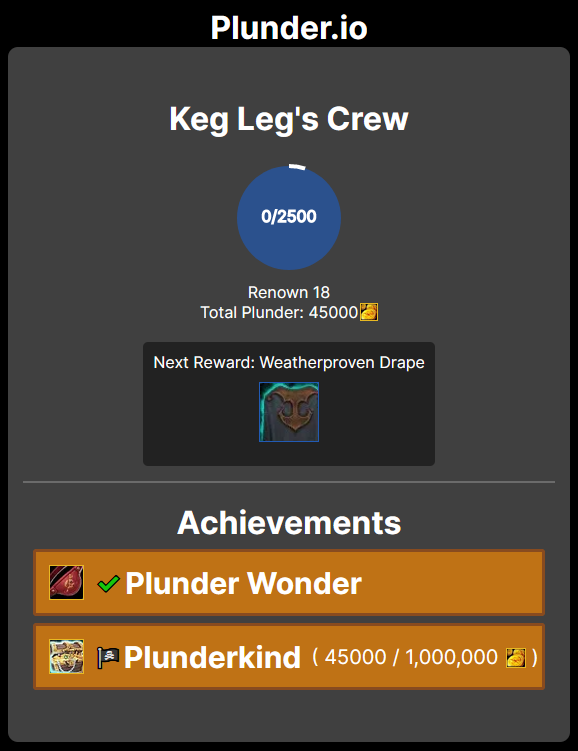 Plunder.io
Keg Leg's Crew
0/2500
Renown 18
Total Plunder: 45000
Next Reward: Weatherproven Drape
Achievements
Plunder Wonder
Plunderkind ( 45000 / 1,000,000 )